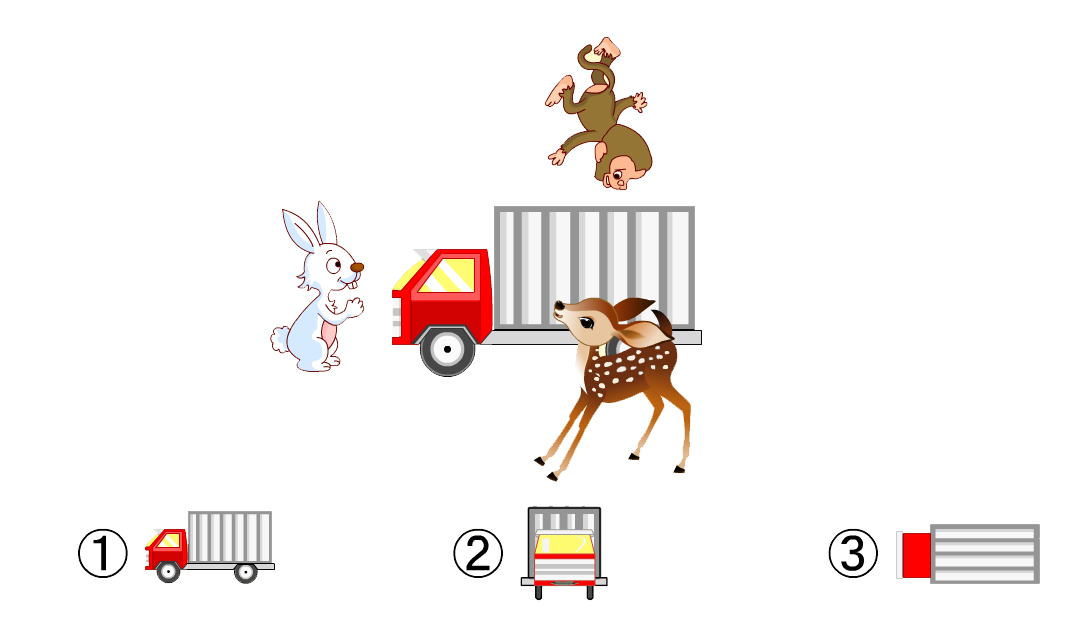 ① ② ③